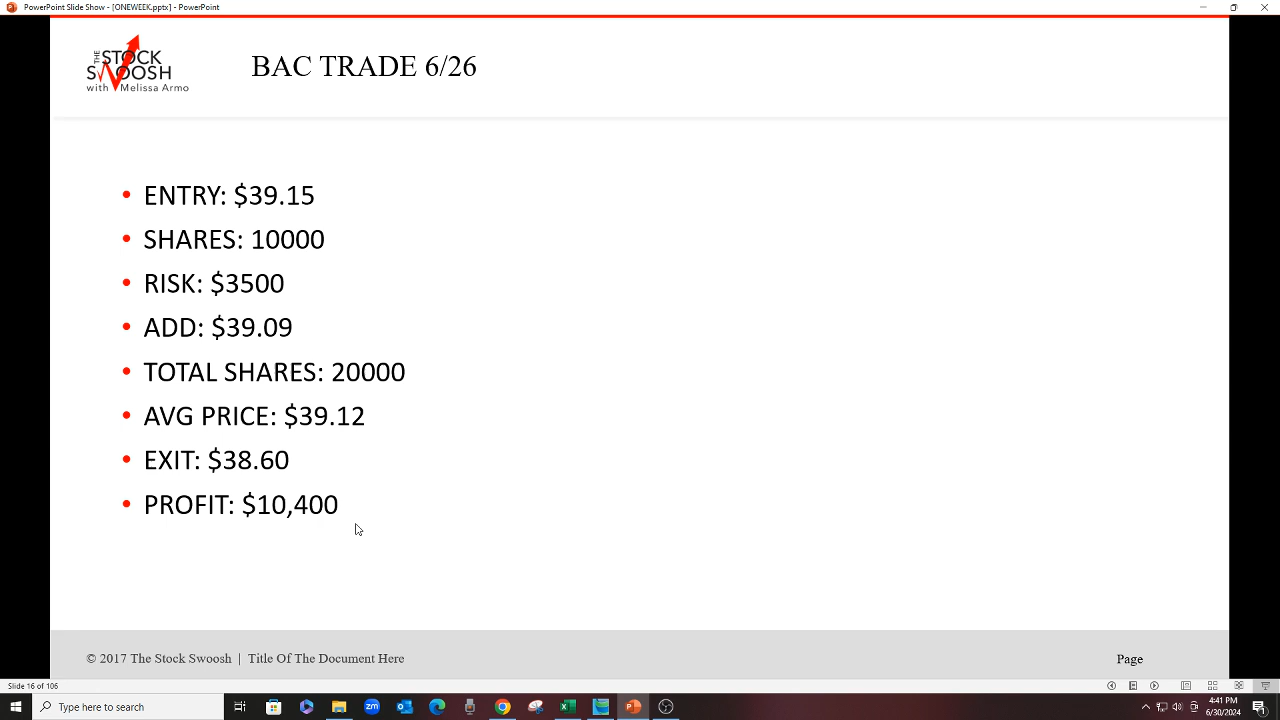 PowerPoint Slide Show - [ONEWEEK.pptx] - PowerPoint
THE STOCK SWOOSH
with Melissa Armo
BAC TRADE 6/26
• ENTRY: $39.15
• SHARES: 10000
• RISK: $3500
• ADD: $39.09
• TOTAL SHARES: 20000
• AVG PRICE: $39.12
• EXIT: $38.60
• PROFIT: $10,400
© 2017 The Stock Swoosh | Title Of The Document Here
Page
Slide 16 of 106
Type here to search
zm
4:41 PM
6/30/2024
1